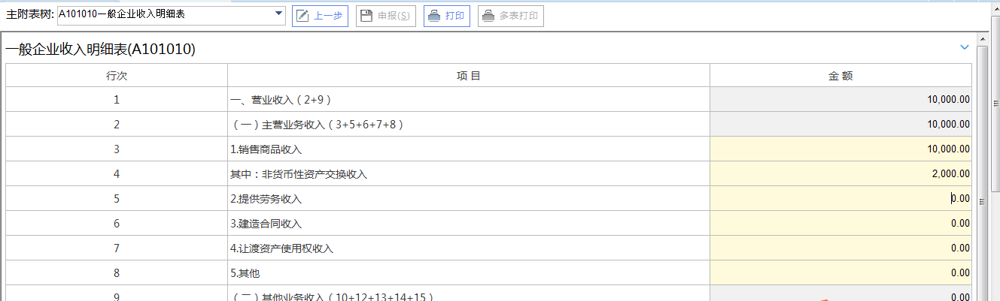 主附表树: A101010一般企业收入明细表 上一步 申报(S) 打印 多表打印
一般企业收入明细表(A101010)
行次 项 目 金 额
1 一、营业收入（2+9） 10,000.00
2 （一）主营业务收入（3+5+6+7+8） 10,000.00
3 1.销售商品收入 10,000.00
4 其中：非货币性资产交换收入 2,000.00
5 2.提供劳务收入 0.00
6 3.建造合同收入 0.00
7 4.让渡资产使用权收入 0.00
8 5.其他 0.00
9 （二）其他业务收入（10+12+13+14+15） 0.00